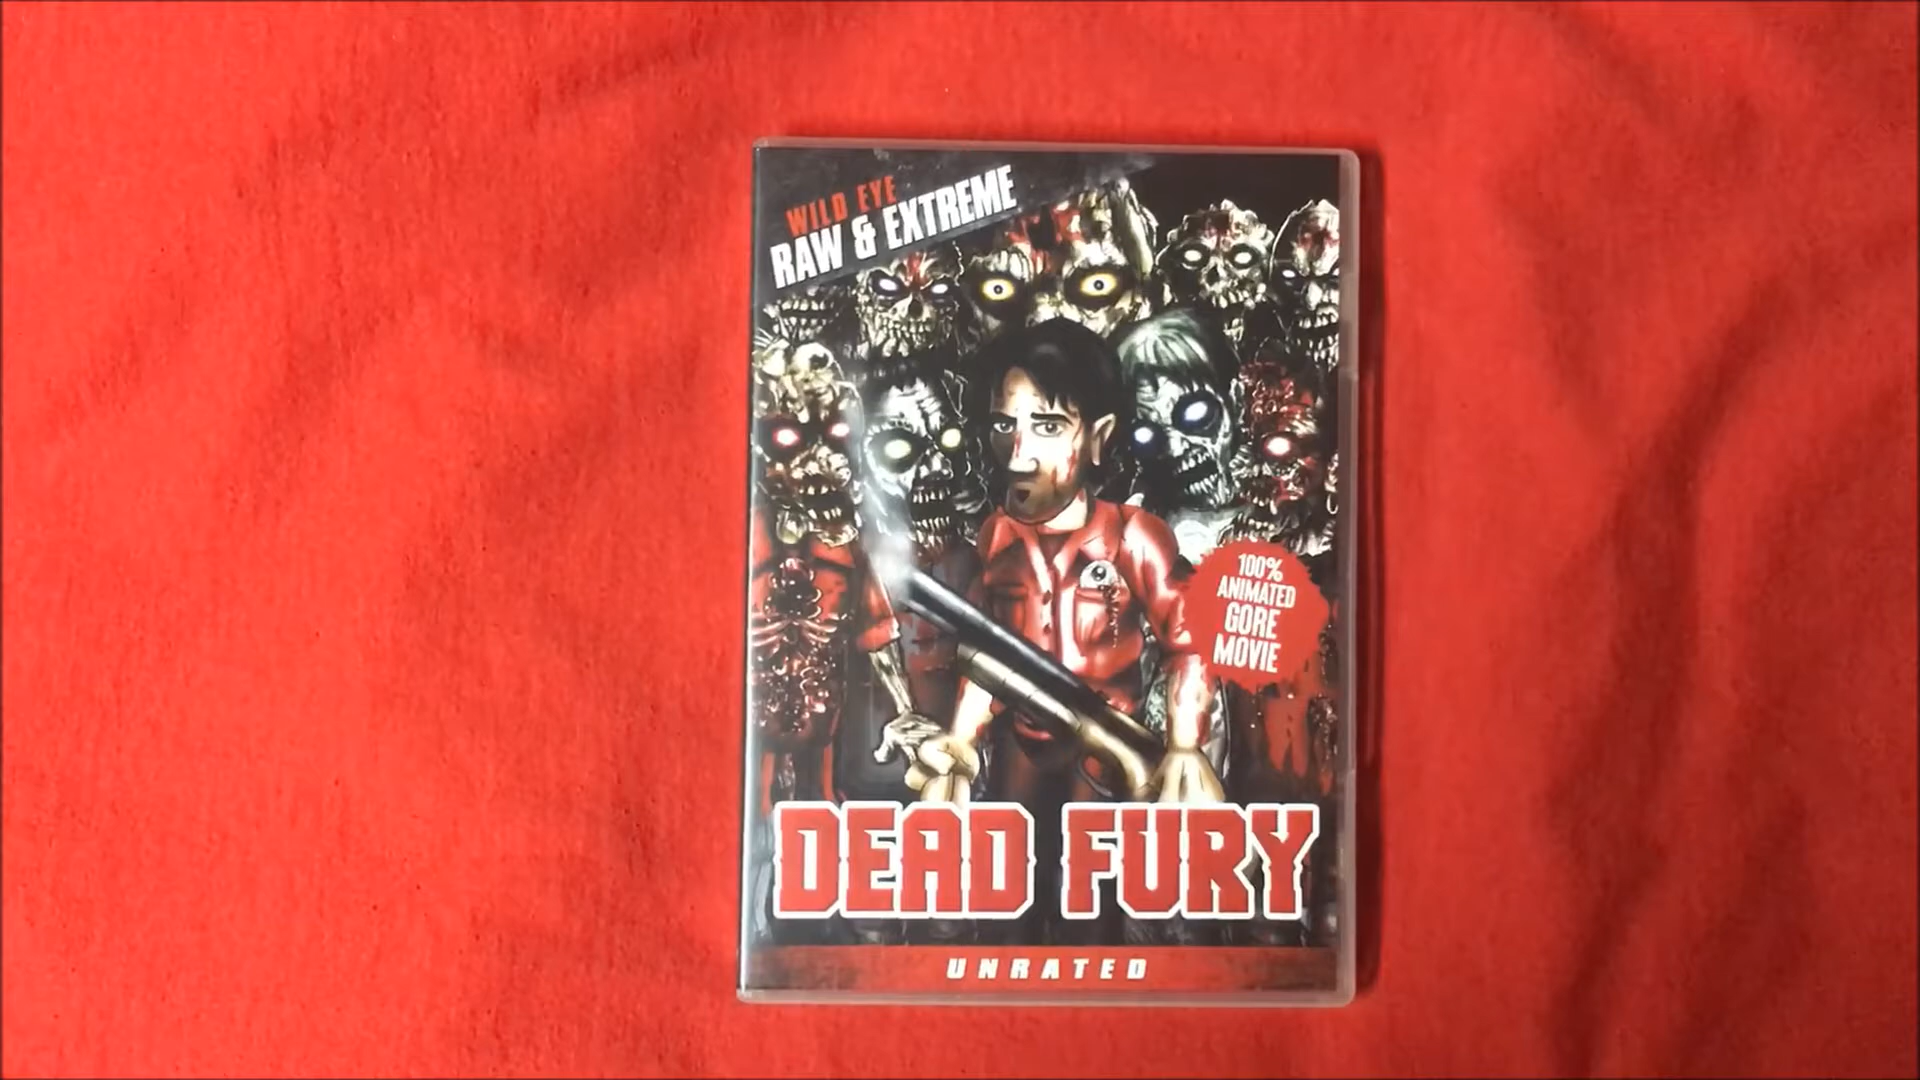 WILD EYE
RAW & EXTREME
100%
ANIMATED
GORE
MOVIE
DEAD FURY
UNRATED